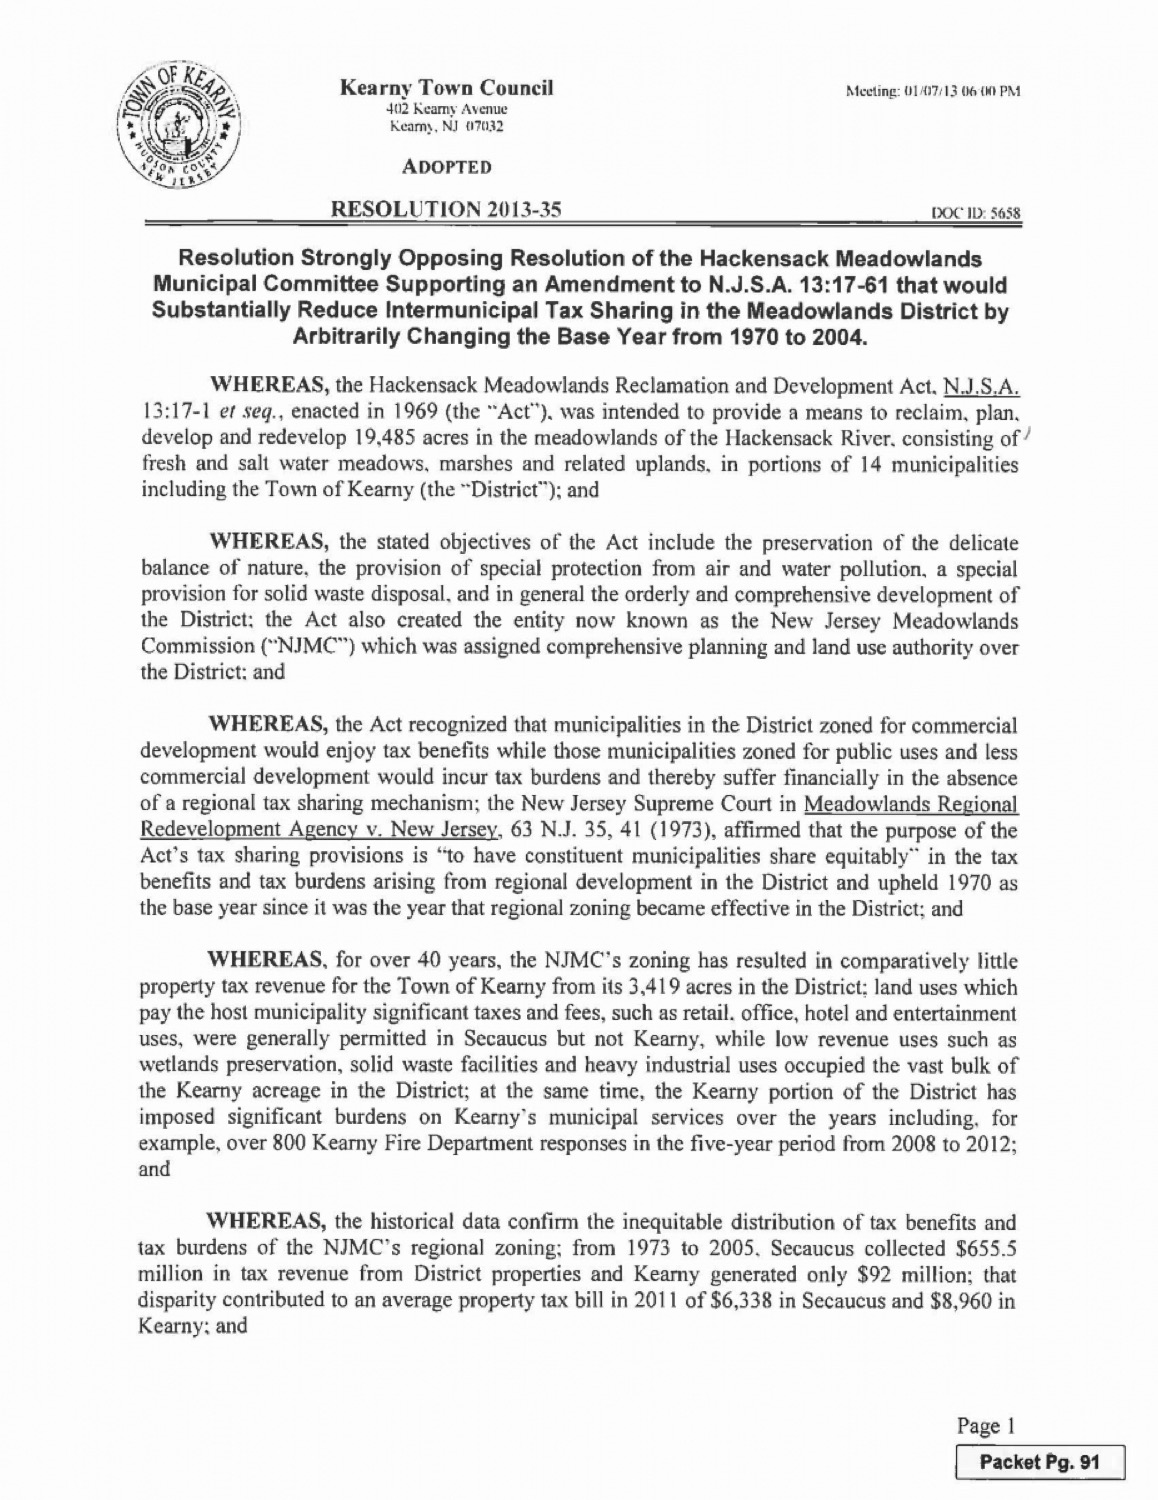 TOWN OF KEARNY
HUDSON COUNTY
NEW JERSEY
Kearny Town Council
402 Kearny Avenue
Kearny, NJ 07032
Meeting: 01/07/13 06:00 PM
ADOPTED
RESOLUTION 2013-35
DOC ID: 5658
Resolution Strongly Opposing Resolution of the Hackensack Meadowlands
Municipal Committee Supporting an Amendment to N.J.S.A. 13:17-61 that would
Substantially Reduce Intermunicipal Tax Sharing in the Meadowlands District by
Arbitrarily Changing the Base Year from 1970 to 2004.
WHEREAS, the Hackensack Meadowlands Reclamation and Development Act, N.J.S.A.
13:17-1 et seq., enacted in 1969 (the "Act"), was intended to provide a means to reclaim, plan,
develop and redevelop 19,485 acres in the meadowlands of the Hackensack River, consisting of
fresh and salt water meadows, marshes and related uplands, in portions of 14 municipalities
including the Town of Kearny (the "District"); and
WHEREAS, the stated objectives of the Act include the preservation of the delicate
balance of nature, the provision of special protection from air and water pollution, a special
provision for solid waste disposal, and in general the orderly and comprehensive development of
the District; the Act also created the entity now known as the New Jersey Meadowlands
Commission ("NJMC") which was assigned comprehensive planning and land use authority over
the District; and
WHEREAS, the Act recognized that municipalities in the District zoned for commercial
development would enjoy tax benefits while those municipalities zoned for public uses and less
commercial development would incur tax burdens and thereby suffer financially in the absence
of a regional tax sharing mechanism; the New Jersey Supreme Court in Meadowlands Regional
Redevelopment Agency v. New Jersey, 63 N.J. 35, 41 (1973), affirmed that the purpose of the
Act's tax sharing provisions is "to have constituent municipalities share equitably" in the tax
benefits and tax burdens arising from regional development in the District and upheld 1970 as
the base year since it was the year that regional zoning became effective in the District; and
WHEREAS, for over 40 years, the NJMC's zoning has resulted in comparatively little
property tax revenue for the Town of Kearny from its 3,419 acres in the District; land uses which
pay the host municipality significant taxes and fees, such as retail, office, hotel and entertainment
uses, were generally permitted in Secaucus but not Kearny, while low revenue uses such as
wetlands preservation, solid waste facilities and heavy industrial uses occupied the vast bulk of
the Kearny acreage in the District; at the same time, the Kearny portion of the District has
imposed significant burdens on Kearny's municipal services over the years including, for
example, over 800 Kearny Fire Department responses in the five-year period from 2008 to 2012;
and
WHEREAS, the historical data confirm the inequitable distribution of tax benefits and
tax burdens of the NJMC's regional zoning; from 1973 to 2005, Secaucus collected $655.5
million in tax revenue from District properties and Kearny generated only $92 million; that
disparity contributed to an average property tax bill in 2011 of $6,338 in Secaucus and $8,960 in
Kearny; and
Page 1
Packet Pg. 91